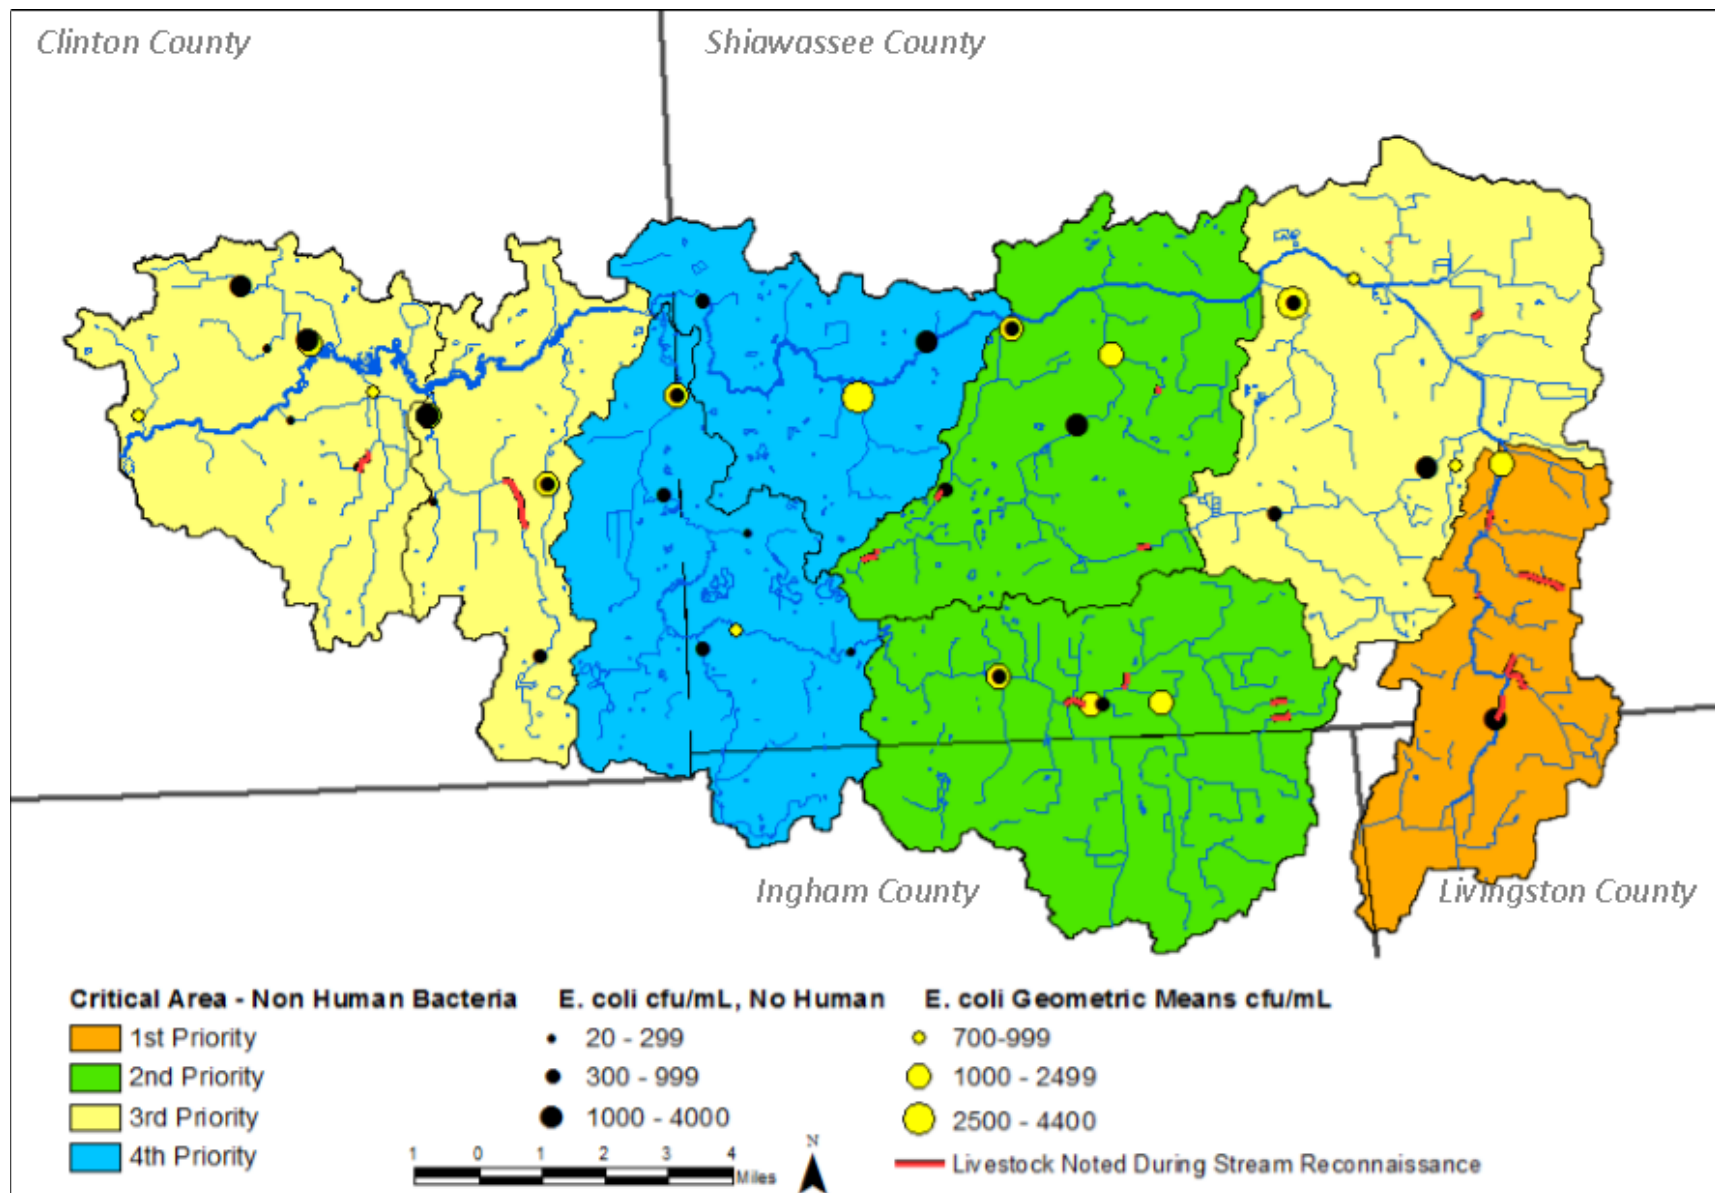 Clinton County
Shiawassee County
Ingham County
Livingston County
Critical Area - Non Human Bacteria
1st Priority
2nd Priority
3rd Priority
4th Priority
E. coli cfu/mL, No Human
20 - 299
300 - 999
1000 - 4000
E. coli Geometric Means cfu/mL
700-999
1000 - 2499
2500 - 4400
Livestock Noted During Stream Reconnaissance
1 0 1 2 3 4
Miles
N